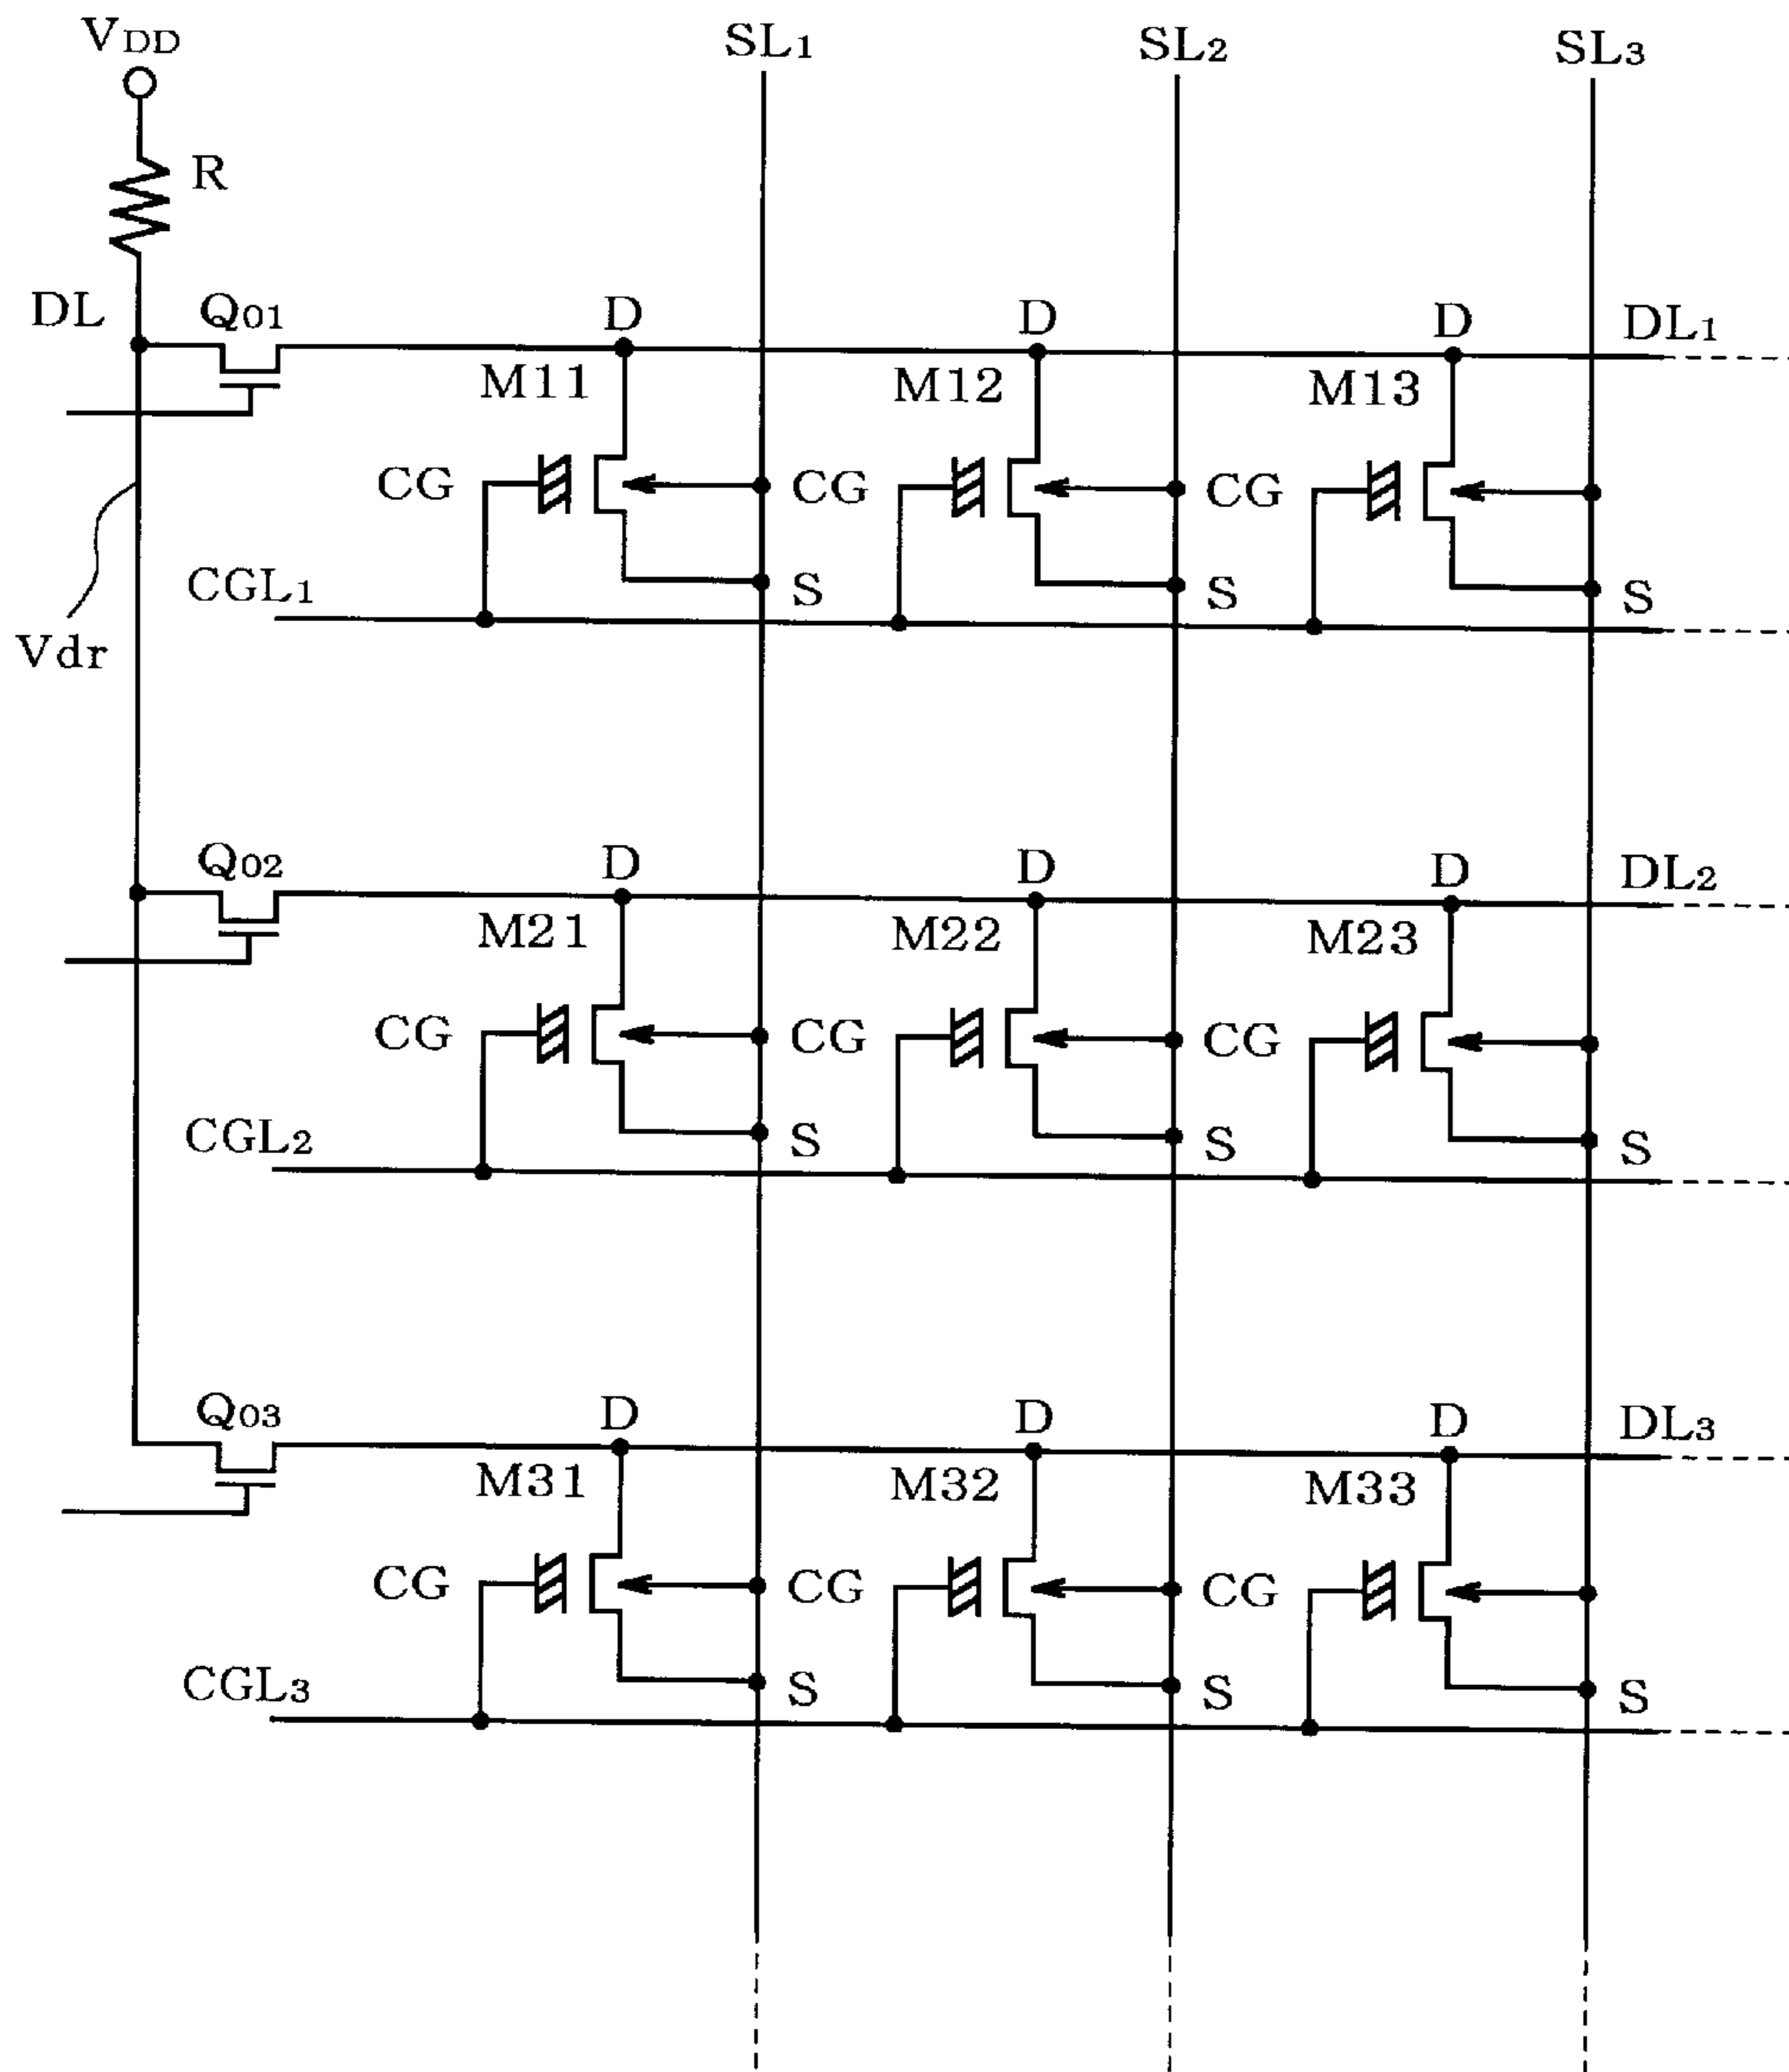 VDD SL1 SL2 SL3
R
DL Q01 D D D DL1
M11 M12 M13
CG CG CG
CGL1 S S S
Vdr
Q02 D D D DL2
M21 M22 M23
CG CG CG
CGL2 S S S
Q03 D D D DL3
M31 M32 M33
CG CG CG
CGL3 S S S